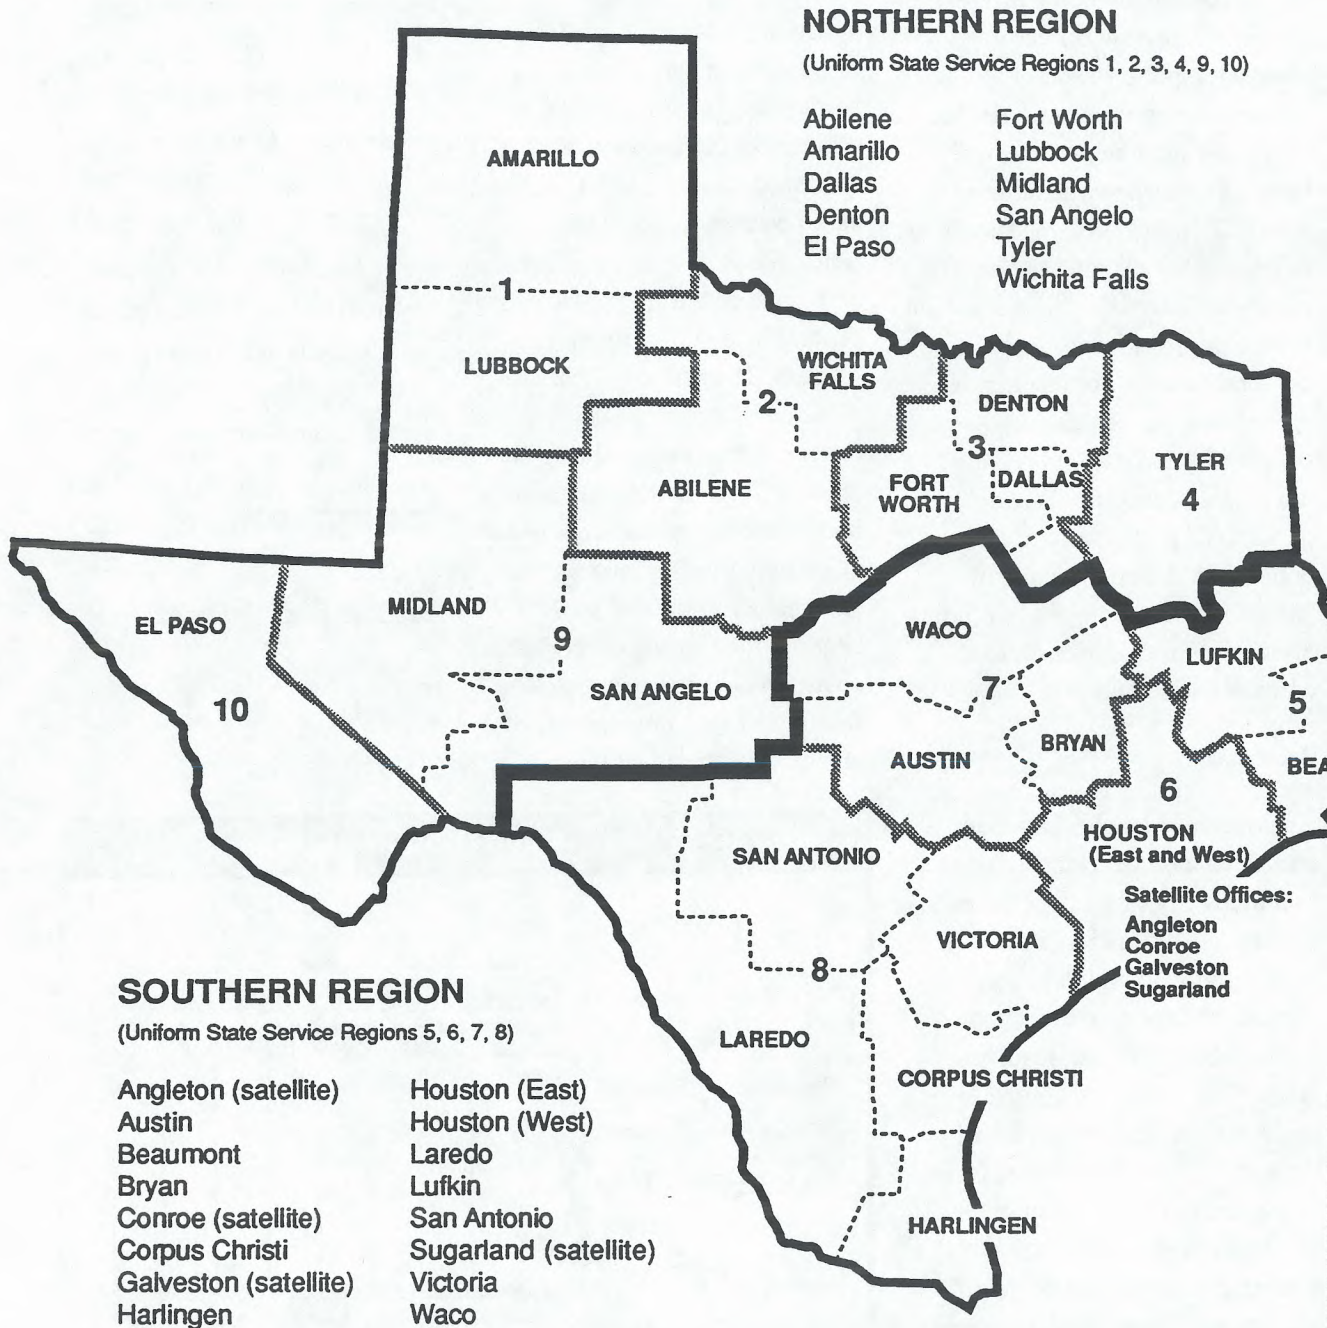 NORTHERN REGION
(Uniform State Service Regions 1, 2, 3, 4, 9, 10)
Abilene
Amarillo
Dallas
Denton
El Paso
Fort Worth
Lubbock
Midland
San Angelo
Tyler
Wichita Falls
AMARILLO
1
LUBBOCK
WICHITA
FALLS
2
DENTON
3
ABILENE
FORT
WORTH
DALLAS
TYLER
4
EL PASO
10
MIDLAND
9
SAN ANGELO
WACO
7
LUFKIN
5
AUSTIN
BRYAN
BEA
6
HOUSTON
(East and West)
SAN ANTONIO
Satellite Offices:
Angleton
Conroe
Galveston
Sugarland
VICTORIA
8
LAREDO
CORPUS CHRISTI
HARLINGEN
SOUTHERN REGION
(Uniform State Service Regions 5, 6, 7, 8)
Angleton (satellite)
Austin
Beaumont
Bryan
Conroe (satellite)
Corpus Christi
Galveston (satellite)
Harlingen
Houston (East)
Houston (West)
Laredo
Lufkin
San Antonio
Sugarland (satellite)
Victoria
Waco